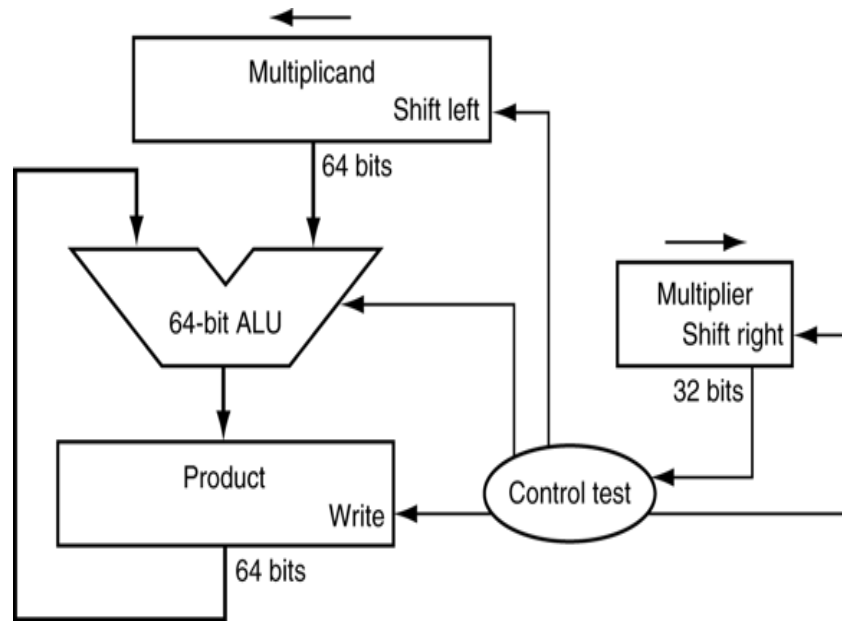 Multiplicand
Shift left
64 bits
64-bit ALU
Multiplier
Shift right
32 bits
Product
Write
Control test
64 bits